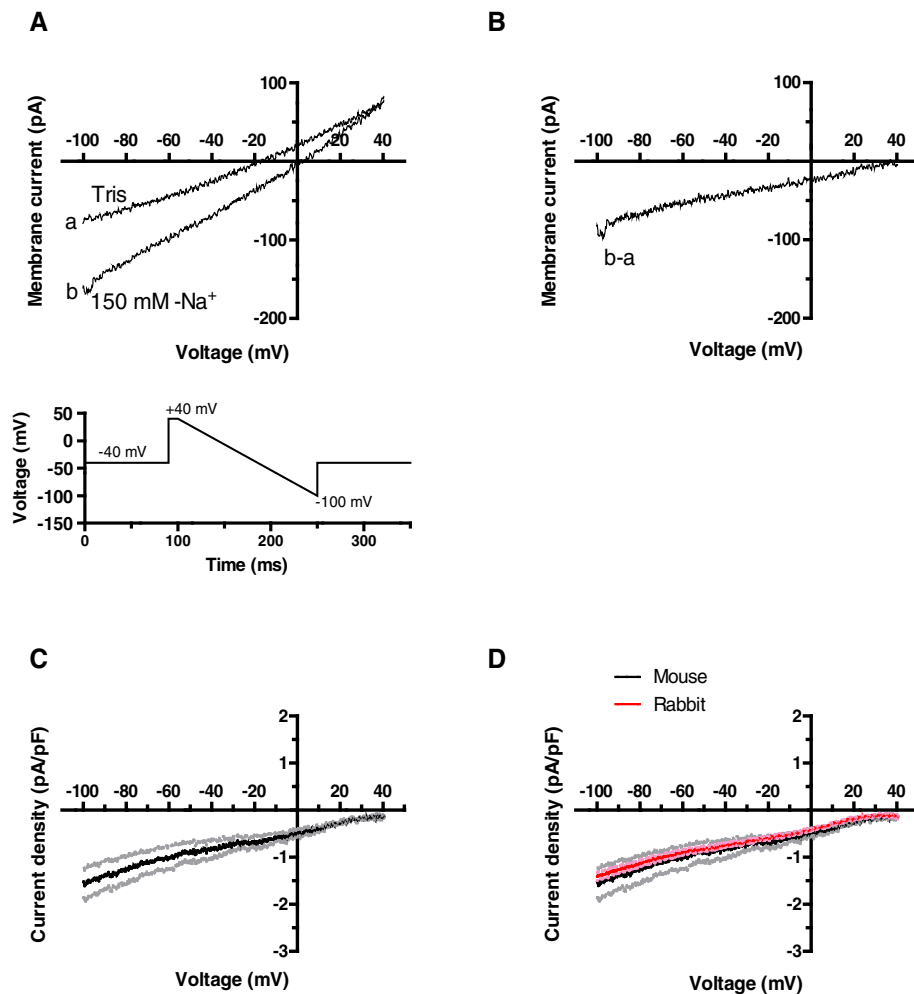 A
B
Membrane current (pA)
100
-100
-80
-60
-40
-20
20
40
Tris
a
-100
b
150 mM -Na⁺
-200
Voltage (mV)
Membrane current (pA)
100
-100
-80
-60
-40
-20
20
40
-100
b-a
-200
Voltage (mV)
Voltage (mV)
50
0
-50
-100
-150
+40 mV
-40 mV
-100 mV
0
100
200
300
Time (ms)
C
D
Mouse
Rabbit
Current density (pA/pF)
2
1
-100
-80
-60
-40
-20
20
40
-1
-2
-3
Voltage (mV)
Current density (pA/pF)
2
1
-100
-80
-60
-40
-20
20
40
-1
-2
-3
Voltage (mV)